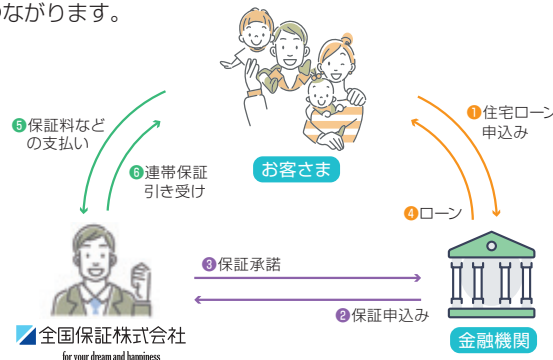 ながります。
❺保証料など
の支払い
❶住宅ローン
申込み
❻連帯保証
引き受け
お客さま
❹ローン
❸保証承諾
❷保証申込み
全国保証株式会社
for your dream and happiness
金融機関